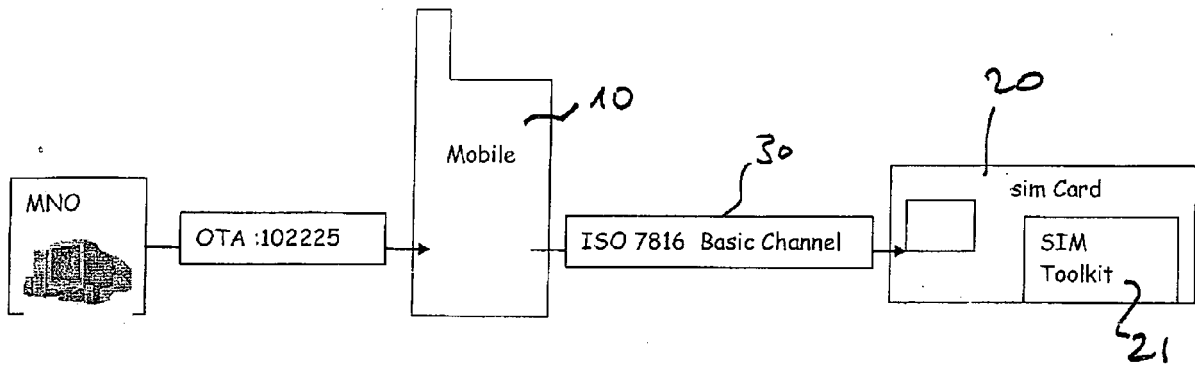 MNO
OTA :102225
Mobile
10
30
ISO 7816 Basic Channel
20
sim Card
SIM
Toolkit
21